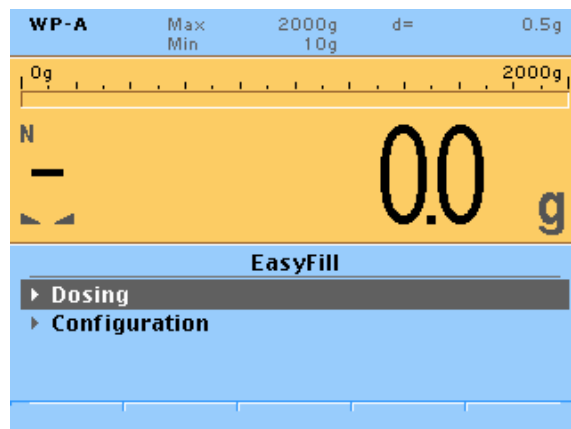 WP-A Max 2000g d= 0.5g
Min 10g
0g 2000g
N
– 0.0 g
EasyFill
Dosing
Configuration